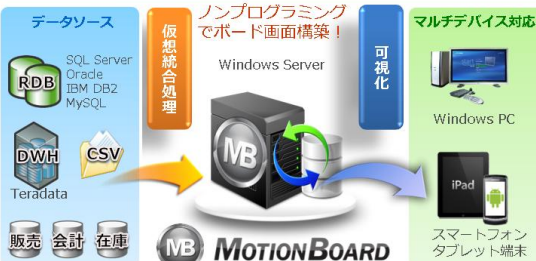 データソース
RDB
SQL Server
Oracle
IBM DB2
MySQL
DWH
CSV
Teradata
販売
会計
在庫
仮想統合処理
ノンプログラミング
でボード画面構築！
可視化
Windows Server
MB
MB MOTIONBOARD
マルチデバイス対応
Windows PC
iPad
スマートフォン
タブレット端末